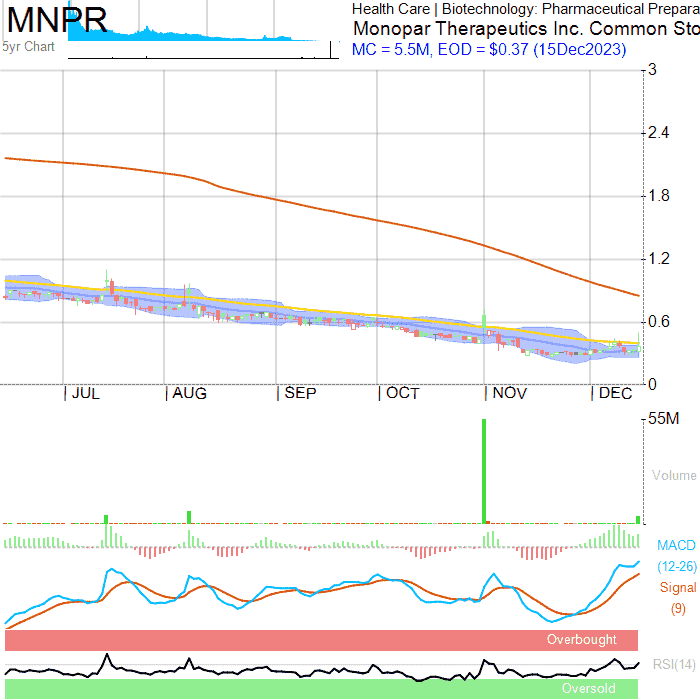 MNPR
5yr Chart
Health Care | Biotechnology: Pharmaceutical Prepara
Monopar Therapeutics Inc. Common Sto
MC = 5.5M, EOD = $0.37 (15Dec2023)
3
2.4
1.8
1.2
0.6
0
JUL AUG SEP OCT NOV DEC
55M
Volume
MACD
(12-26)
Signal
(9)
Overbought
RSI(14)
Oversold